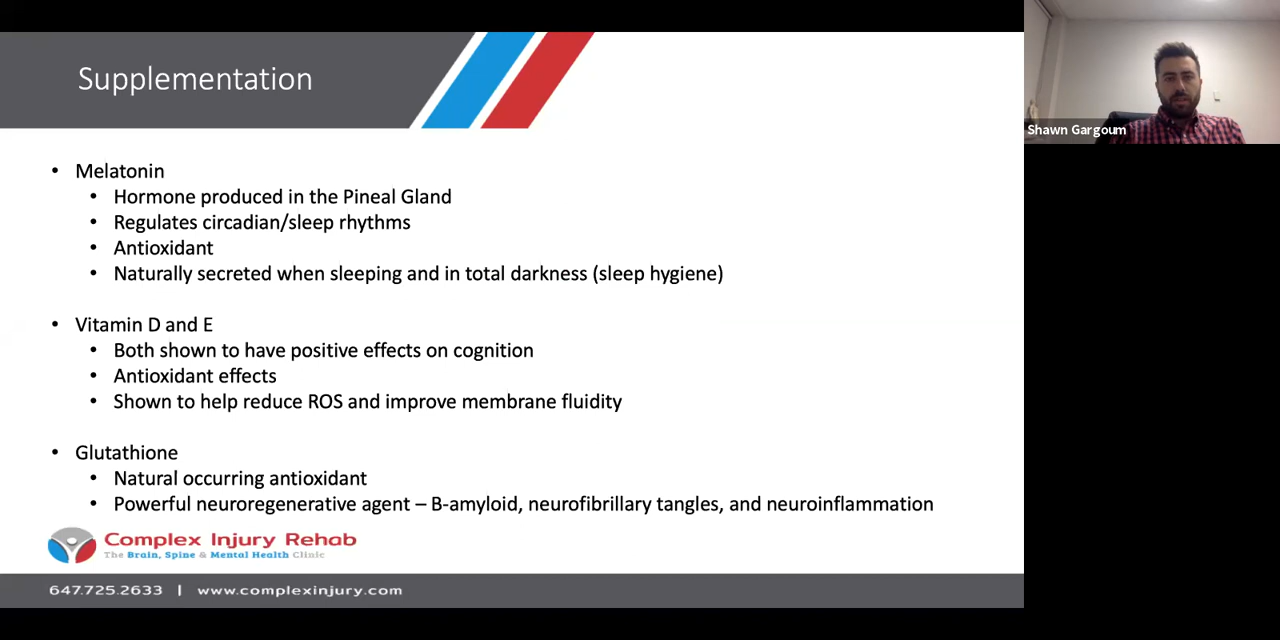 Supplementation
Shawn Gargoum
• Melatonin
• Hormone produced in the Pineal Gland
• Regulates circadian/sleep rhythms
• Antioxidant
• Naturally secreted when sleeping and in total darkness (sleep hygiene)
• Vitamin D and E
• Both shown to have positive effects on cognition
• Antioxidant effects
• Shown to help reduce ROS and improve membrane fluidity
• Glutathione
• Natural occurring antioxidant
• Powerful neuroregenerative agent – B-amyloid, neurofibrillary tangles, and neuroinflammation
Complex Injury Rehab
The Brain, Spine & Mental Health Clinic
647.725.2633 | www.complexinjury.com